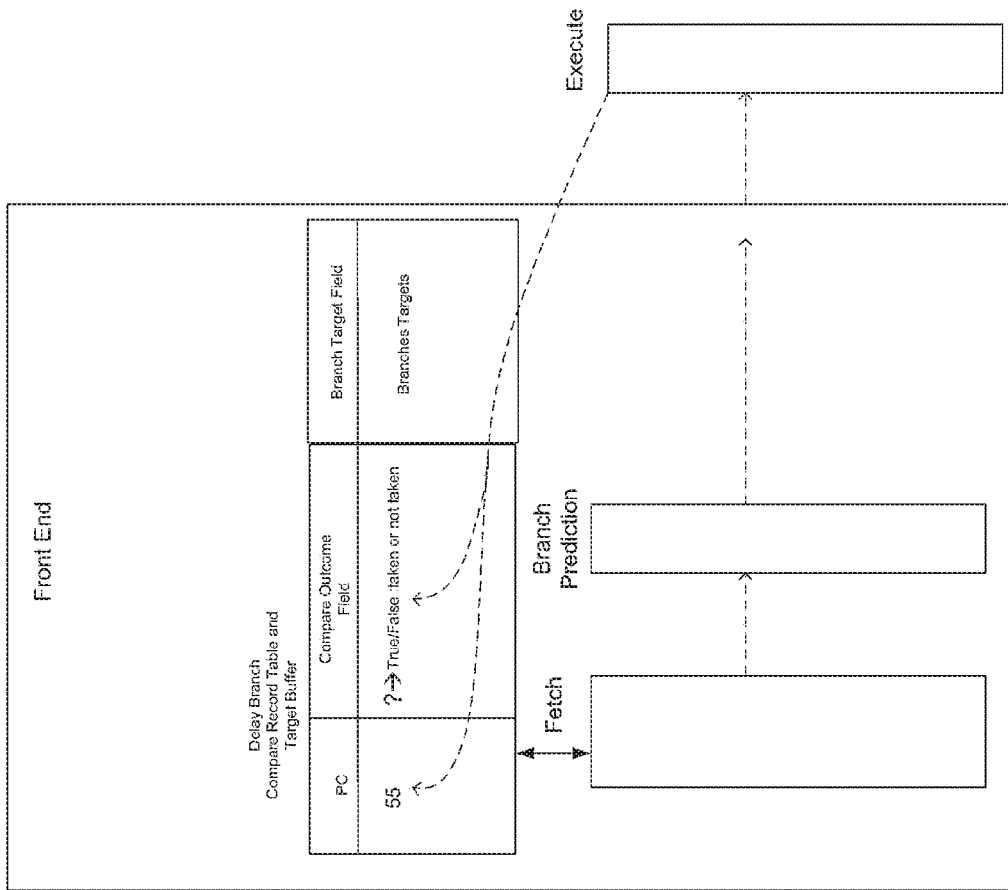 Front End
Delay Branch
Compare Record Table and
Target Buffer
PC
Compare Outcome
Field
Branch Target Field
55
?→True/False :taken or not taken
Branches Targets
Fetch
Branch
Prediction
Execute